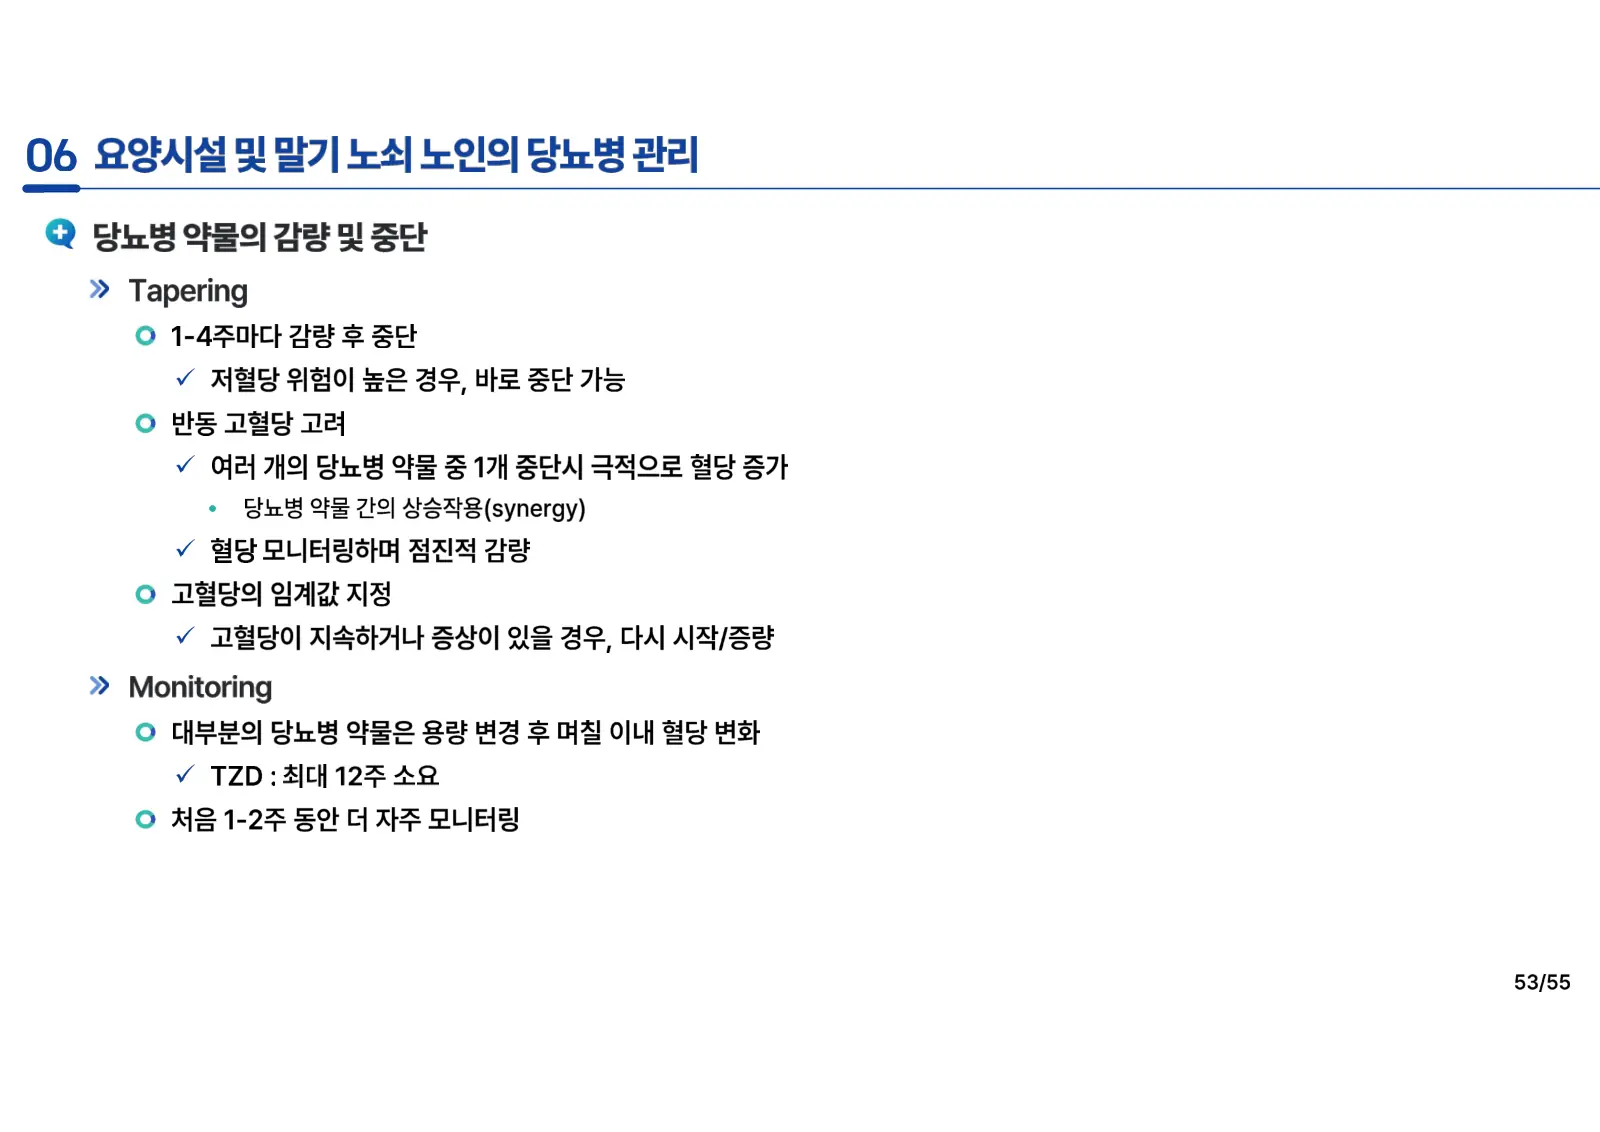 06 요양시설 및 말기 노쇠 노인의 당뇨병 관리
당뇨병 약물의 감량 및 중단
Tapering
1-4주마다 감량 후 중단
저혈당 위험이 높은 경우, 바로 중단 가능
반동 고혈당 고려
여러 개의 당뇨병 약물 중 1개 중단시 극적으로 혈당 증가
당뇨병 약물 간의 상승작용(synergy)
혈당 모니터링하며 점진적 감량
고혈당의 임계값 지정
고혈당이 지속하거나 증상이 있을 경우, 다시 시작/증량
Monitoring
대부분의 당뇨병 약물은 용량 변경 후 며칠 이내 혈당 변화
TZD : 최대 12주 소요
처음 1-2주 동안 더 자주 모니터링
53/55